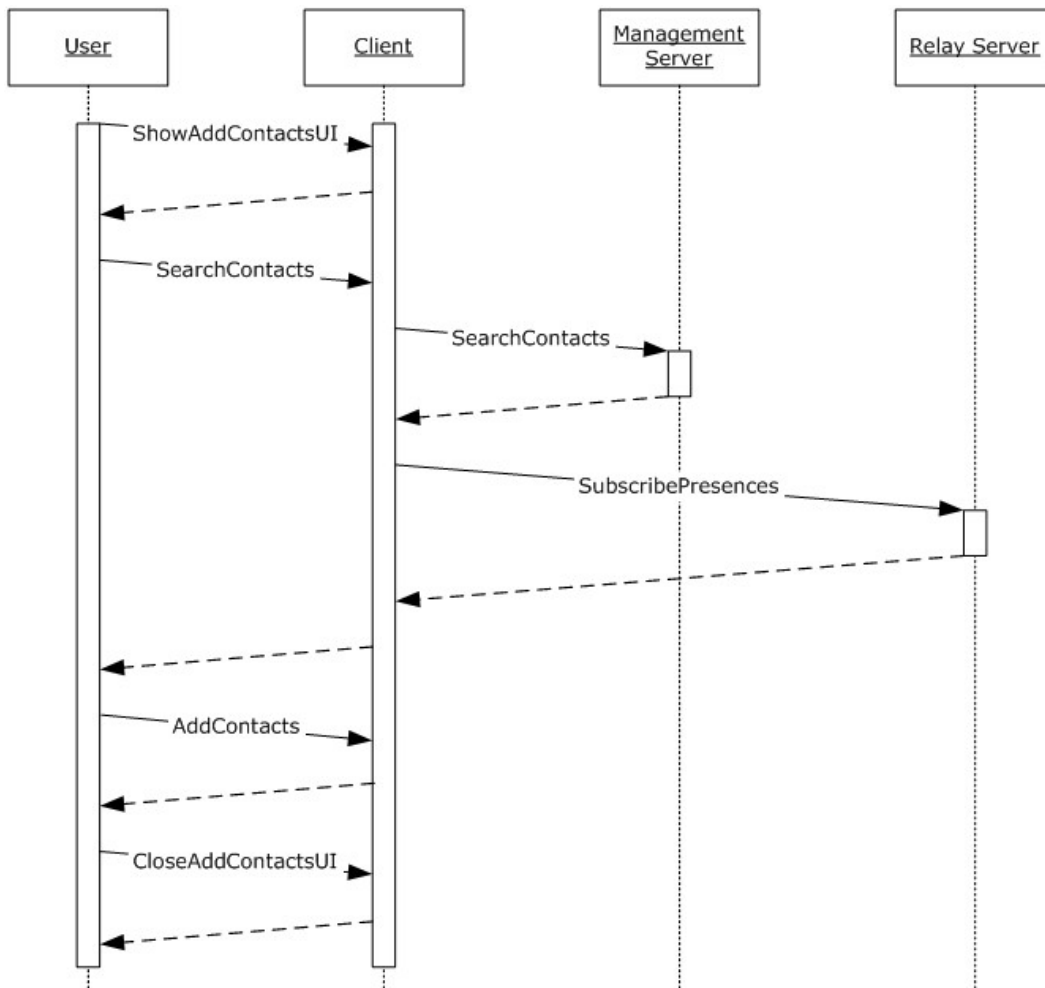 User
Client
Management
Server
Relay Server
ShowAddContactsUI
SearchContacts
SearchContacts
SubscribePresences
AddContacts
CloseAddContactsUI